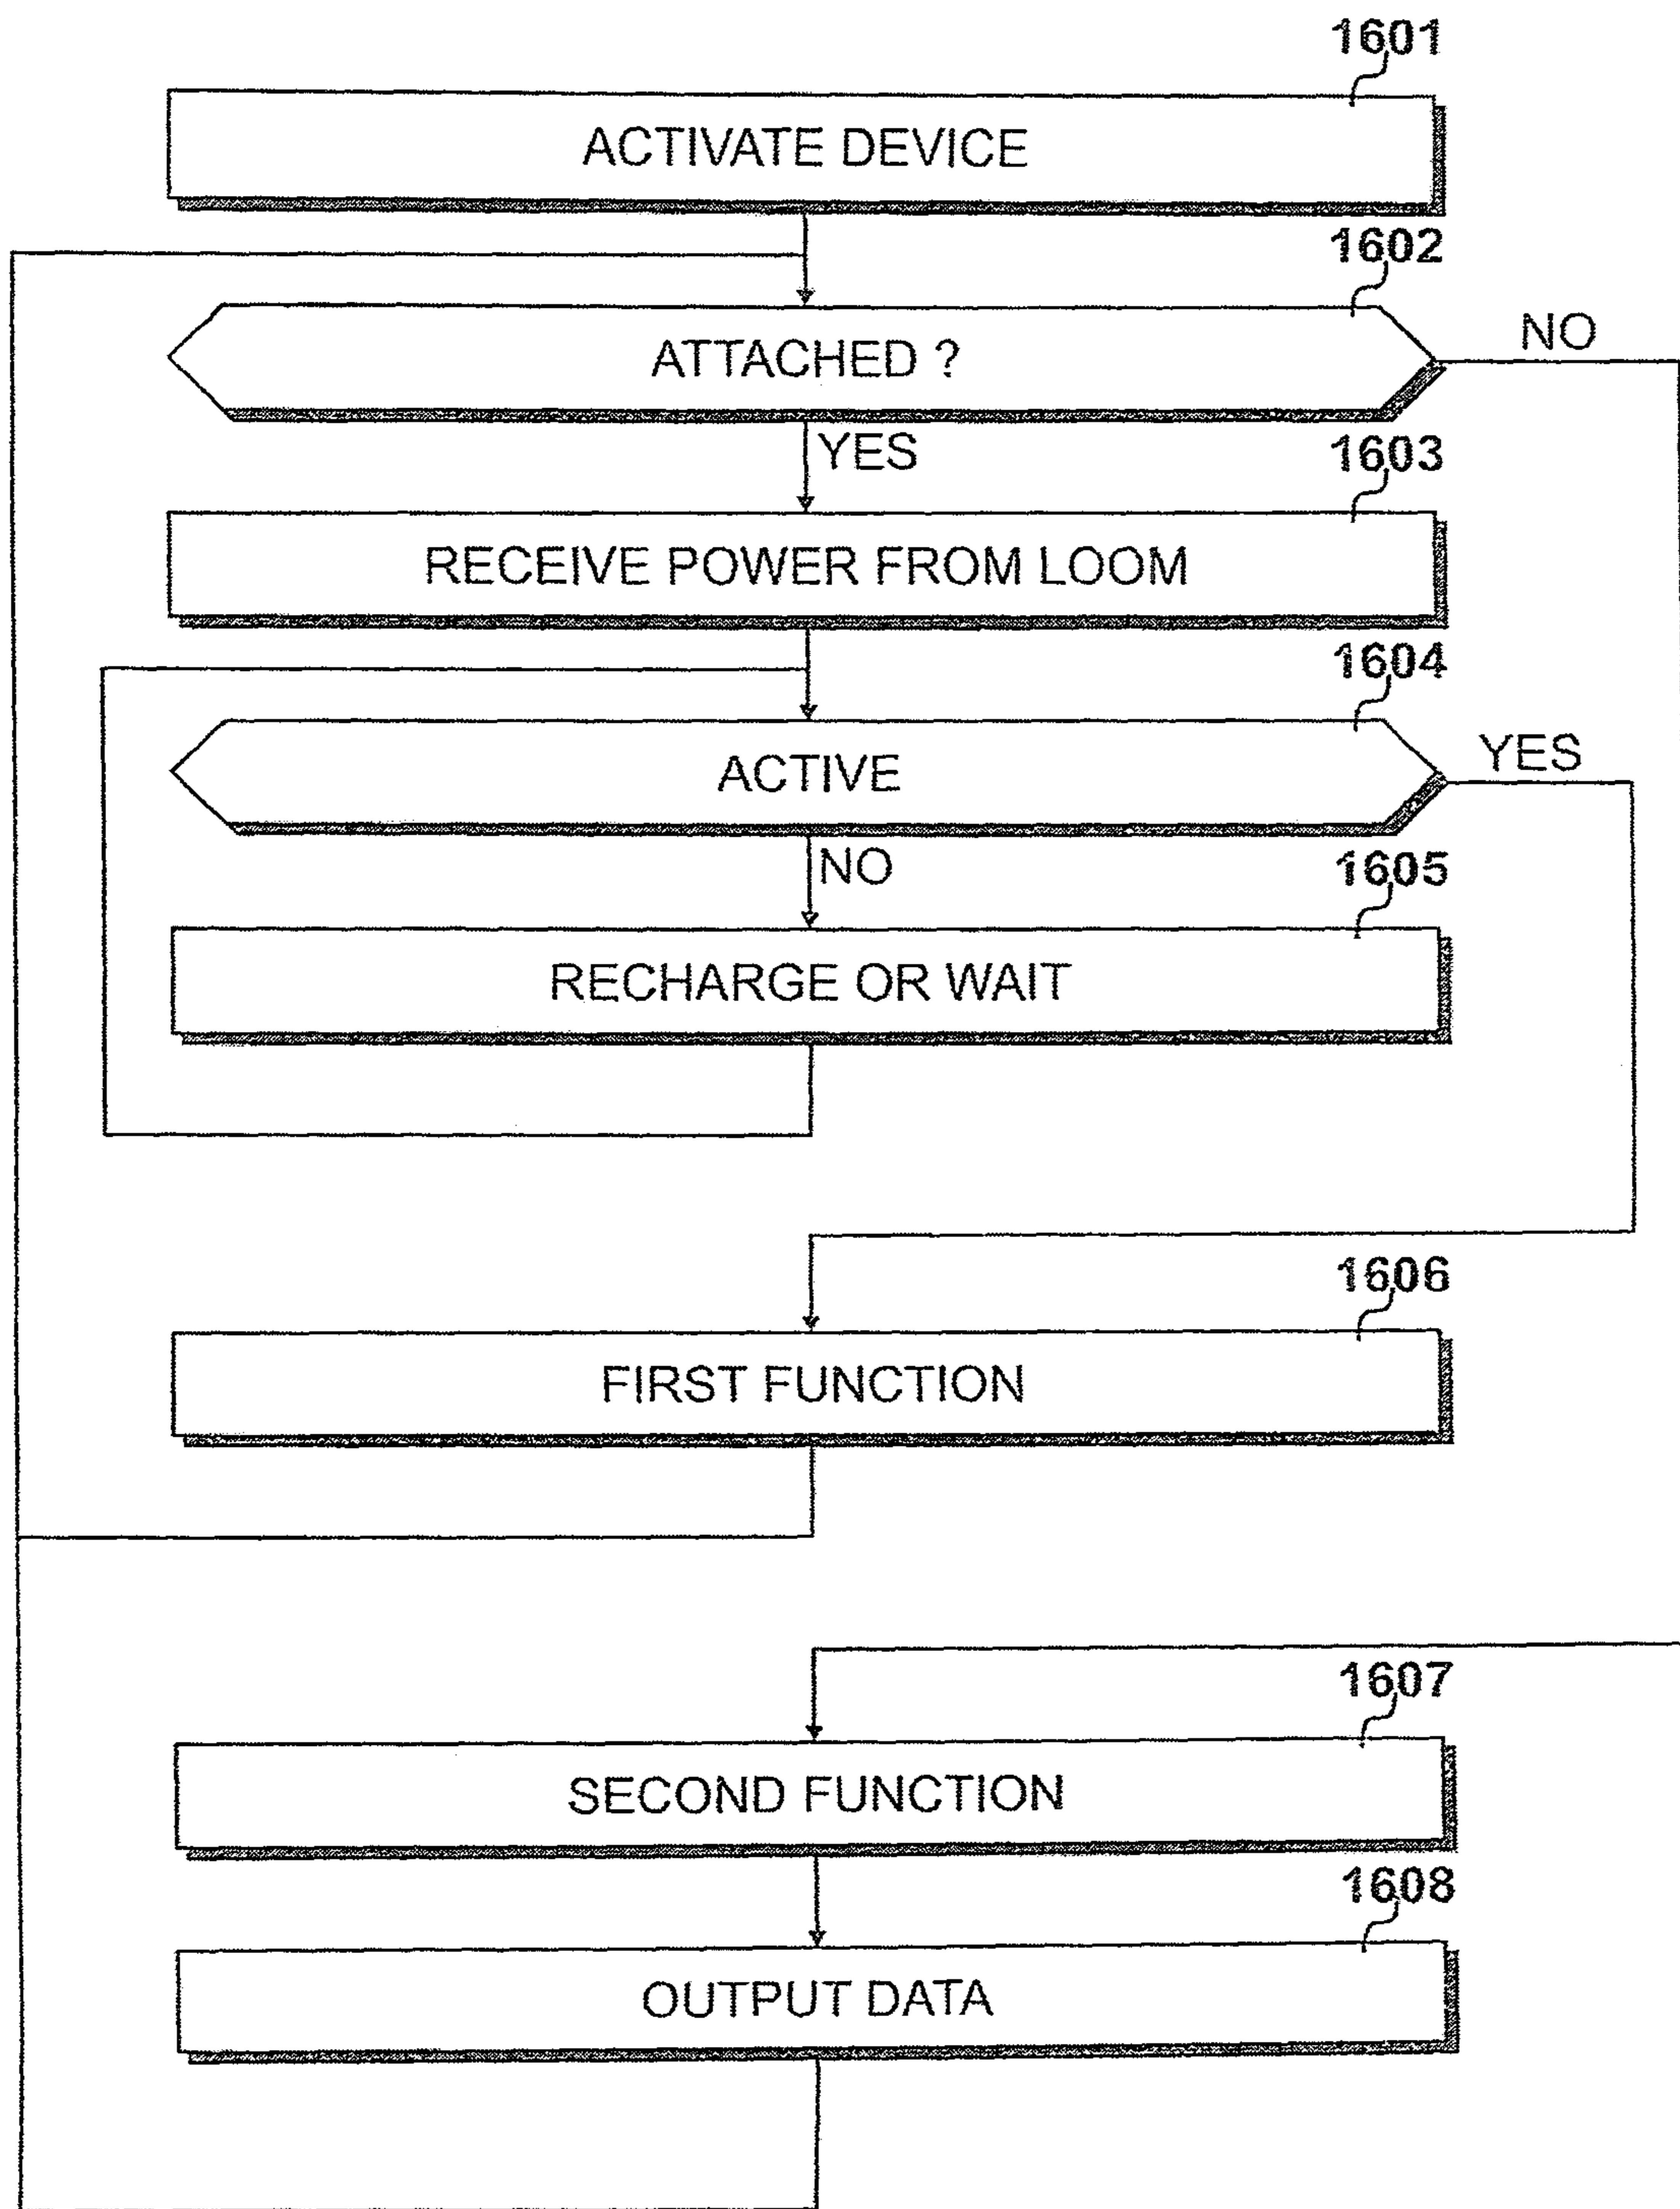 1601
ACTIVATE DEVICE
1602
ATTACHED ?
NO
YES
1603
RECEIVE POWER FROM LOOM
1604
ACTIVE
YES
NO
1605
RECHARGE OR WAIT
1606
FIRST FUNCTION
1607
SECOND FUNCTION
1608
OUTPUT DATA